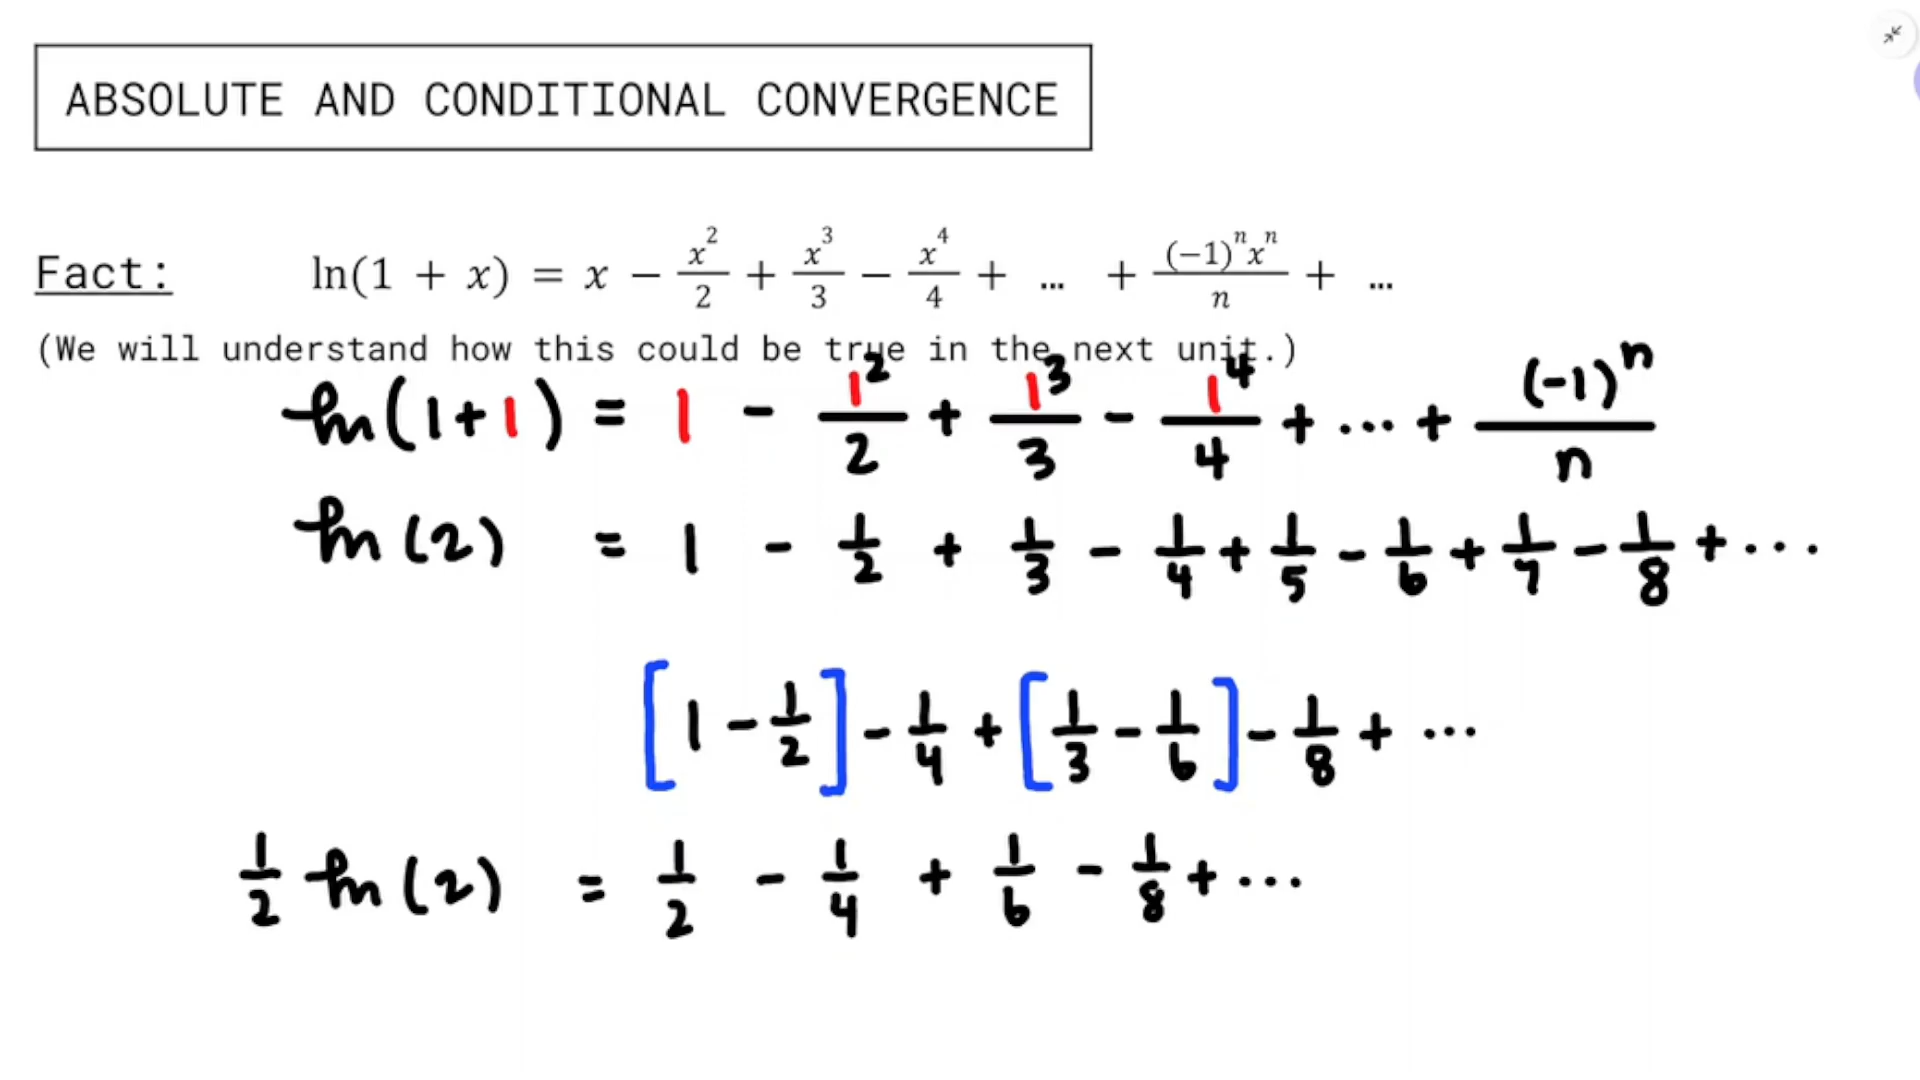 ABSOLUTE AND CONDITIONAL CONVERGENCE
Fact: ln(1 + x) = x − x²/2 + x³/3 − x⁴/4 + ... + (−1)ⁿxⁿ/n + ...
(We will understand how this could be true in the next unit.)
ln(1+1) = 1 - 1²/2 + 1³/3 - 1⁴/4 + ... + (-1)ⁿ/n
ln(2) = 1 - 1/2 + 1/3 - 1/4 + 1/5 - 1/6 + 1/7 - 1/8 + ...
[1 - 1/2] - 1/4 + [1/3 - 1/6] - 1/8 + ...
1/2 ln(2) = 1/2 - 1/4 + 1/6 - 1/8 + ...